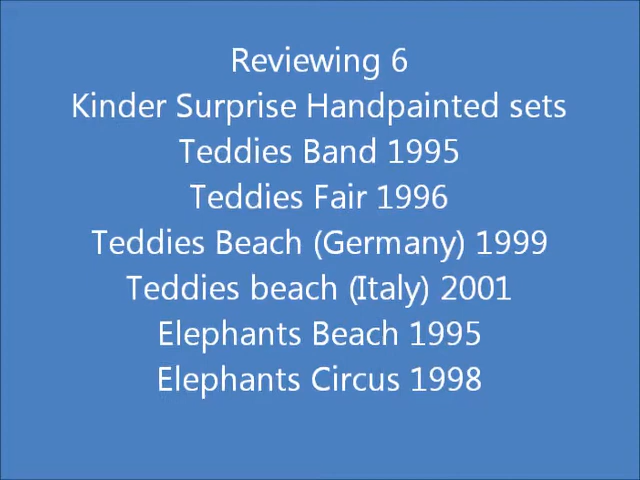 Reviewing 6
Kinder Surprise Handpainted sets
Teddies Band 1995
Teddies Fair 1996
Teddies Beach (Germany) 1999
Teddies beach (Italy) 2001
Elephants Beach 1995
Elephants Circus 1998